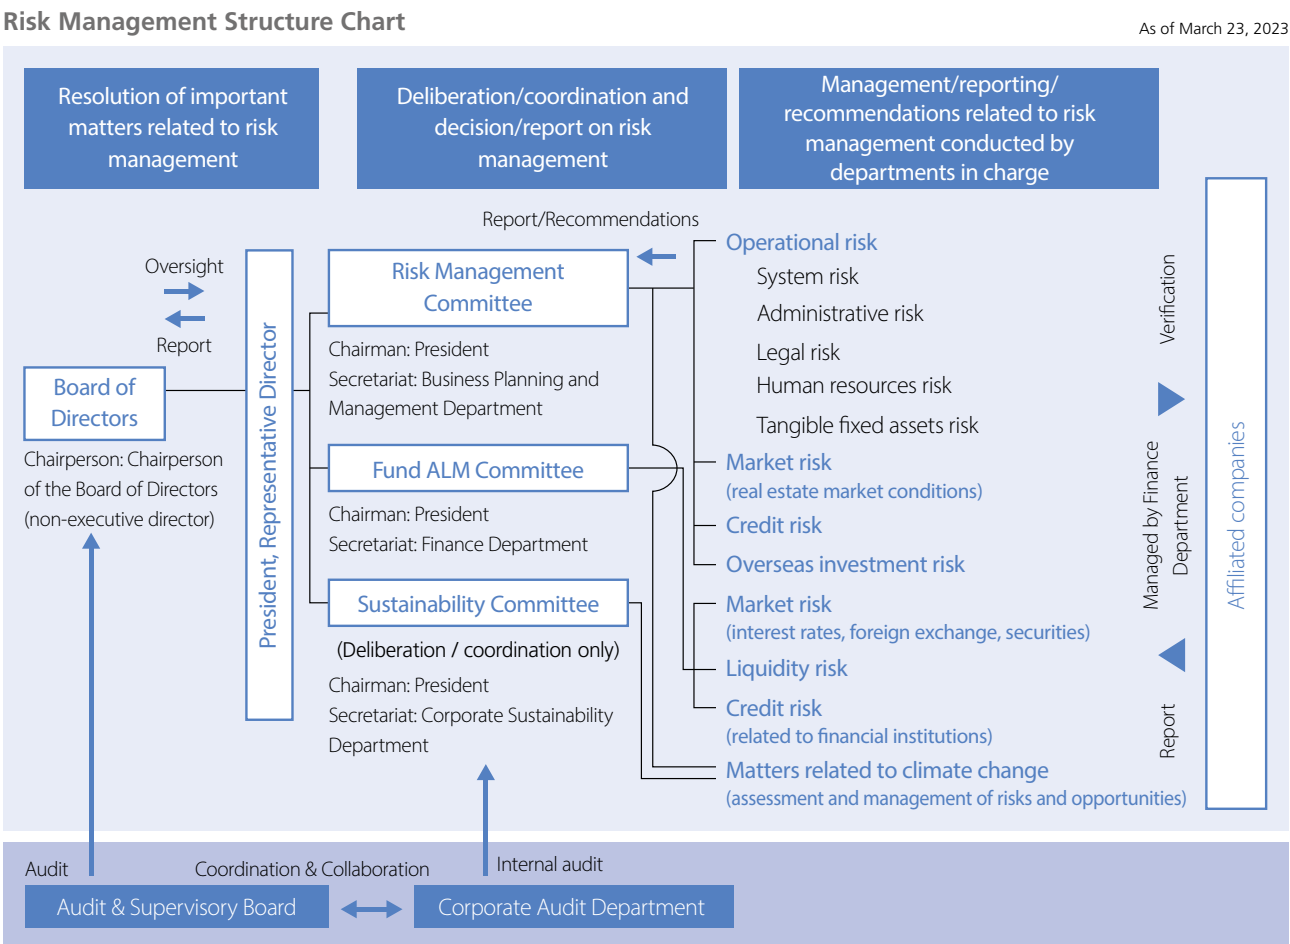 Risk Management Structure Chart
As of March 23, 2023
Resolution of important
matters related to risk
management
Deliberation/coordination and
decision/report on risk
management
Management/reporting/
recommendations related to risk
management conducted by
departments in charge
Oversight
Report
Board of
Directors
Chairperson: Chairperson
of the Board of Directors
(non-executive director)
President, Representative Director
Report/Recommendations
Risk Management
Committee
Chairman: President
Secretariat: Business Planning and
Management Department
Fund ALM Committee
Chairman: President
Secretariat: Finance Department
Sustainability Committee
(Deliberation / coordination only)
Chairman: President
Secretariat: Corporate Sustainability
Department
Operational risk
System risk
Administrative risk
Legal risk
Human resources risk
Tangible fixed assets risk
Market risk
(real estate market conditions)
Credit risk
Overseas investment risk
Market risk
(interest rates, foreign exchange, securities)
Liquidity risk
Credit risk
(related to financial institutions)
Matters related to climate change
(assessment and management of risks and opportunities)
Verification
Managed by Finance
Department
Report
Affiliated companies
Audit
Coordination & Collaboration
Internal audit
Audit & Supervisory Board
Corporate Audit Department